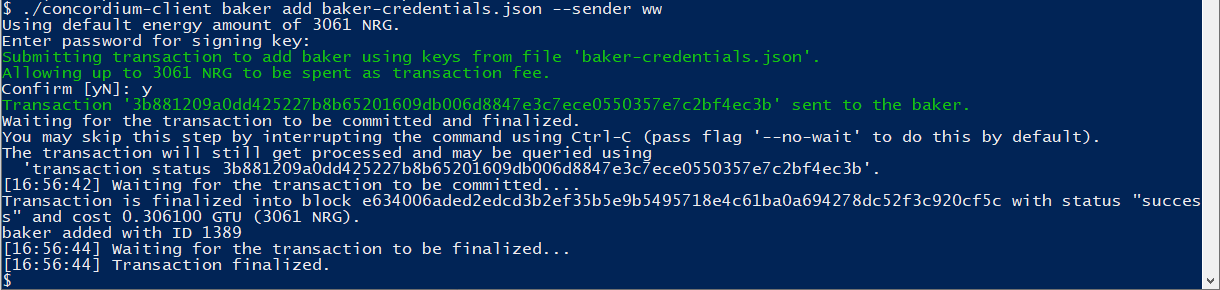 $ ./concordium-client baker add baker-credentials.json --sender ww
Using default energy amount of 3061 NRG.
Enter password for signing key:
Submitting transaction to add baker using keys from file 'baker-credentials.json'.
Allowing up to 3061 NRG to be spent as transaction fee.
Confirm [yN]: y
Transaction '3b881209a0dd425227b8b65201609db006d8847e3c7ece0550357e7c2bf4ec3b' sent to the baker.
Waiting for the transaction to be committed and finalized.
You may skip this step by interrupting the command using Ctrl-C (pass flag '--no-wait' to do this by default).
The transaction will still get processed and may be queried using
  'transaction status 3b881209a0dd425227b8b65201609db006d8847e3c7ece0550357e7c2bf4ec3b'.
[16:56:42] Waiting for the transaction to be committed....
Transaction is finalized into block e634006aded2edcd3b2ef35b5e9b5495718e4c61ba0a694278dc52f3c920cf5c with status "succes
s" and cost 0.306100 GTU (3061 NRG).
baker added with ID 1389
[16:56:44] Waiting for the transaction to be finalized...
[16:56:44] Transaction finalized.
$